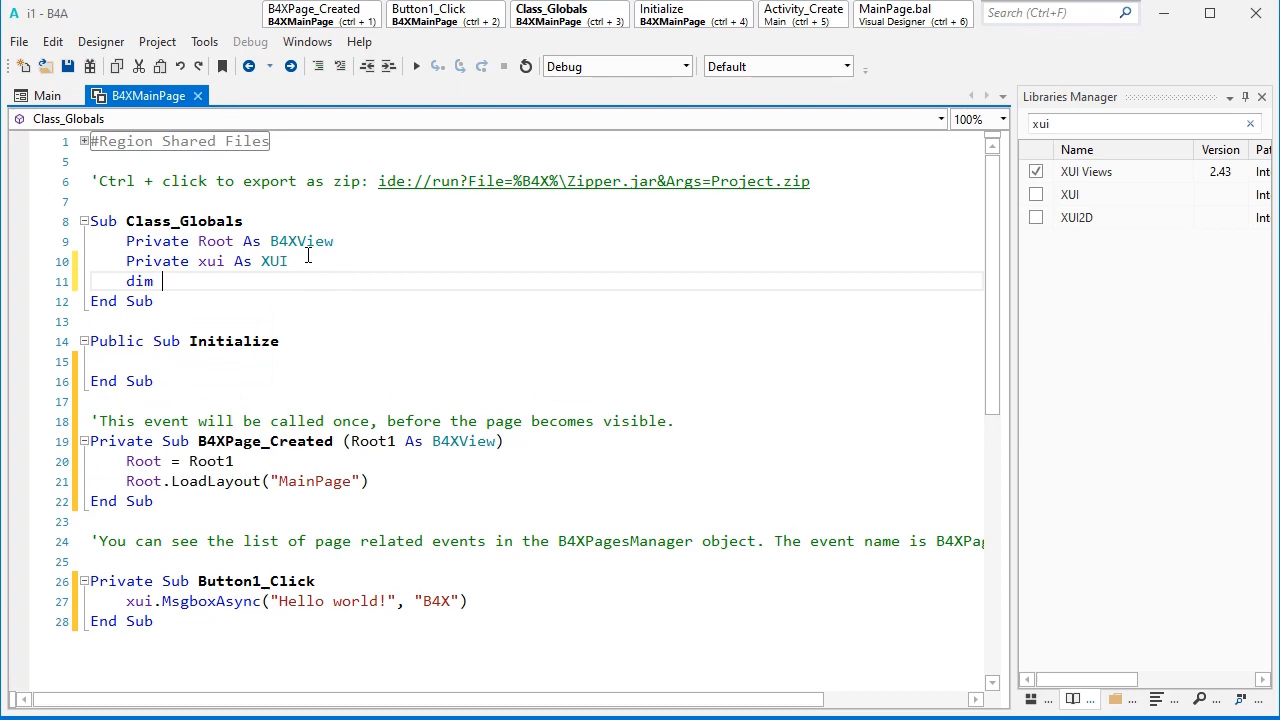 i1 - B4A
B4XPage_Created
B4XMainPage (ctrl + 1)
Button1_Click
B4XMainPage (ctrl + 2)
Class_Globals
B4XMainPage (ctrl + 3)
Initialize
B4XMainPage (ctrl + 4)
Activity_Create
Main (ctrl + 5)
MainPage.bal
Visual Designer (ctrl + 6)
Search (Ctrl+F)
File Edit Designer Project Tools Debug Windows Help
Debug
Default
Main
B4XMainPage
Class_Globals
100%
1 #Region Shared Files
5
6 'Ctrl + click to export as zip: ide://run?File=%B4X%\Zipper.jar&Args=Project.zip
7
8 Sub Class_Globals
9 Private Root As B4XView
10 Private xui As XUI
11 dim
12 End Sub
13
14 Public Sub Initialize
15
16 End Sub
17
18 'This event will be called once, before the page becomes visible.
19 Private Sub B4XPage_Created (Root1 As B4XView)
20 Root = Root1
21 Root.LoadLayout("MainPage")
22 End Sub
23
24 'You can see the list of page related events in the B4XPagesManager object. The event name is B4XPag
25
26 Private Sub Button1_Click
27 xui.MsgboxAsync("Hello world!", "B4X")
28 End Sub
Libraries Manager
xui
Name Version Pat
XUI Views 2.43 Int
XUI Int
XUI2D Int
... ... ... ... ... ...